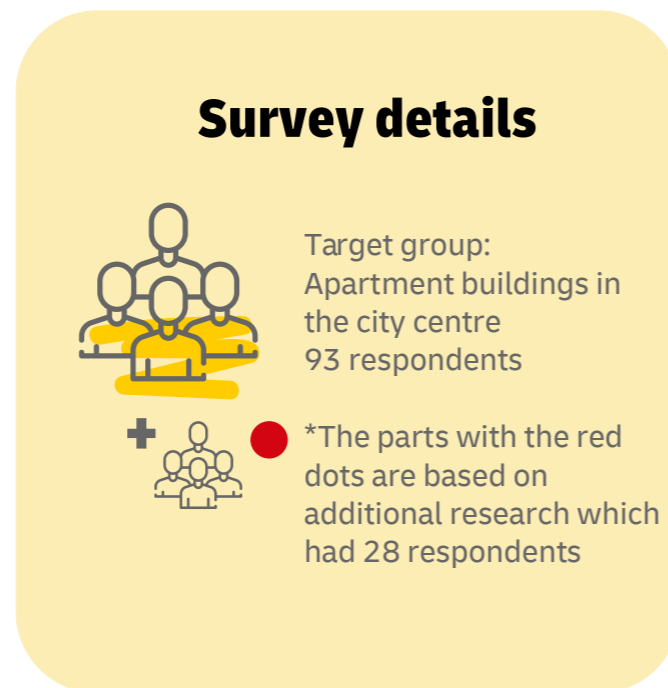 Survey details
Target group:
Apartment buildings in
the city centre
93 respondents
*The parts with the red
dots are based on
additional research which
had 28 respondents